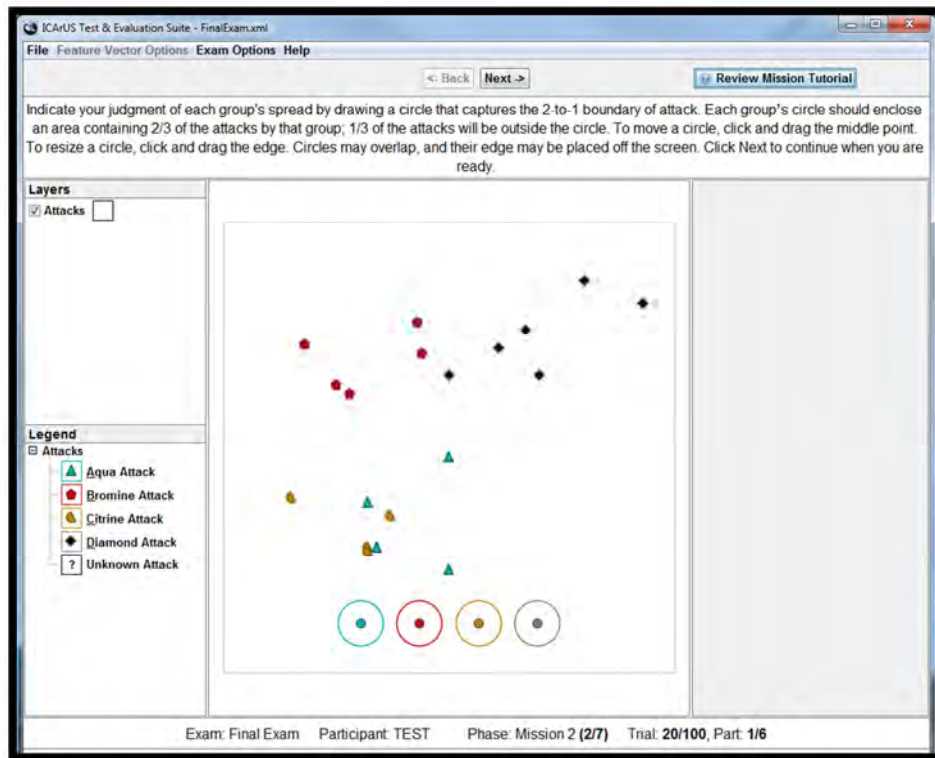 ICArUS Test & Evaluation Suite - FinalExam.xml
File Feature Vector Options Exam Options Help
<- Back Next -> Review Mission Tutorial
Indicate your judgment of each group's spread by drawing a circle that captures the 2-to-1 boundary of attack. Each group's circle should enclose
an area containing 2/3 of the attacks by that group; 1/3 of the attacks will be outside the circle. To move a circle, click and drag the middle point.
To resize a circle, click and drag the edge. Circles may overlap, and their edge may be placed off the screen. Click Next to continue when you are
ready.
Layers
Attacks
Legend
Attacks
Aqua Attack
Bromine Attack
Citrine Attack
Diamond Attack
? Unknown Attack
Exam: Final Exam Participant: TEST Phase: Mission 2 (2/7) Trial: 20/100, Part: 1/6